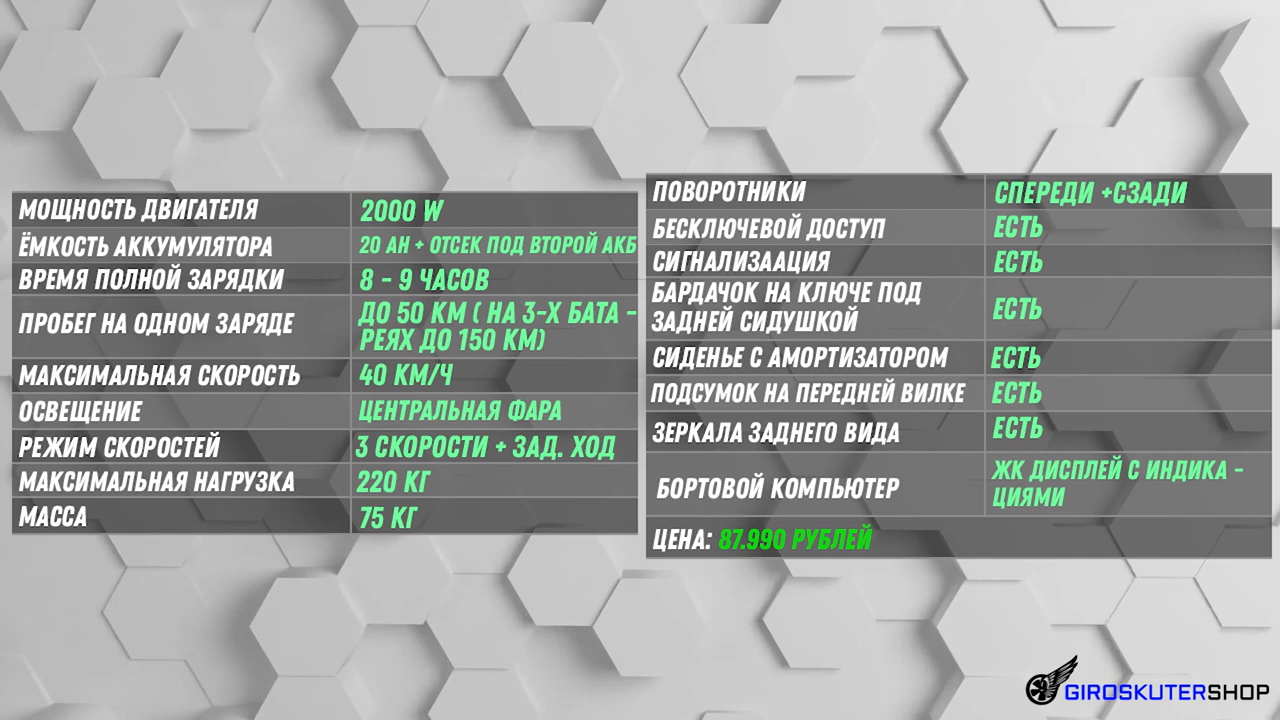 МОЩНОСТЬ ДВИГАТЕЛЯ 2000 W
ЁМКОСТЬ АККУМУЛЯТОРА 20 AH + ОТСЕК ПОД ВТОРОЙ АКБ
ВРЕМЯ ПОЛНОЙ ЗАРЯДКИ 8 - 9 ЧАСОВ
ПРОБЕГ НА ОДНОМ ЗАРЯДЕ ДО 50 КМ ( НА 3-Х БАТА -
РЕЯХ ДО 150 КМ)
МАКСИМАЛЬНАЯ СКОРОСТЬ 40 КМ/Ч
ОСВЕЩЕНИЕ ЦЕНТРАЛЬНАЯ ФАРА
РЕЖИМ СКОРОСТЕЙ 3 СКОРОСТИ + ЗАД. ХОД
МАКСИМАЛЬНАЯ НАГРУЗКА 220 КГ
МАССА 75 КГ
ПОВОРОТНИКИ СПЕРЕДИ +СЗАДИ
БЕСКЛЮЧЕВОЙ ДОСТУП ЕСТЬ
СИГНАЛИЗААЦИЯ ЕСТЬ
БАРДАЧОК НА КЛЮЧЕ ПОД
ЗАДНЕЙ СИДУШКОЙ ЕСТЬ
СИДЕНЬЕ С АМОРТИЗАТОРОМ ЕСТЬ
ПОДСУМОК НА ПЕРЕДНЕЙ ВИЛКЕ ЕСТЬ
ЗЕРКАЛА ЗАДНЕГО ВИДА ЕСТЬ
БОРТОВОЙ КОМПЬЮТЕР ЖК ДИСПЛЕЙ С ИНДИКА -
ЦИЯМИ
ЦЕНА: 87.990 РУБЛЕЙ
GIROSKUTERSHOP